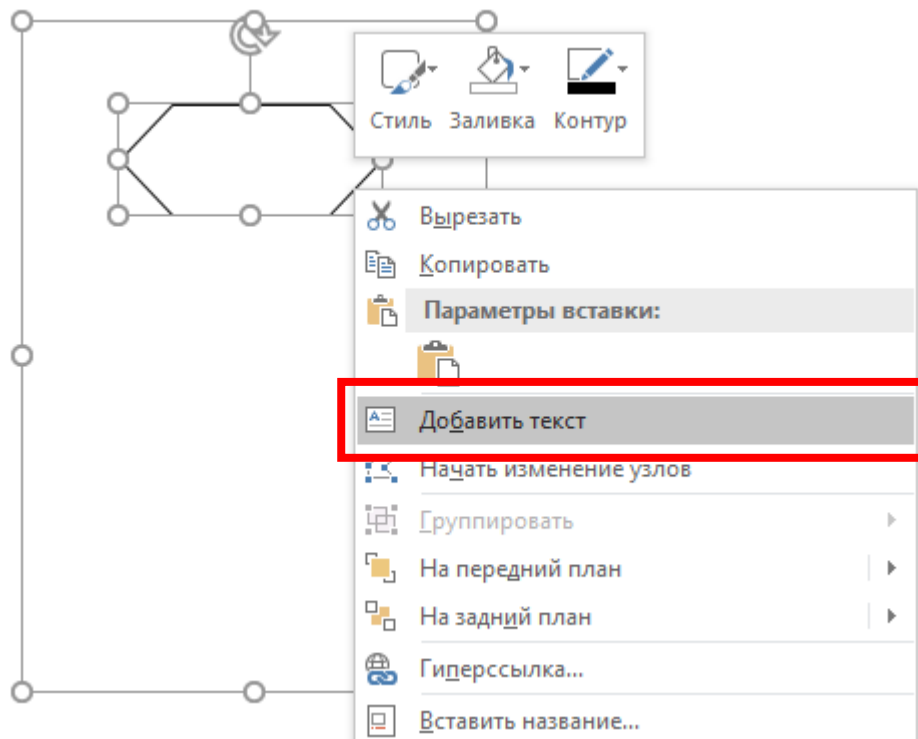 Стиль Заливка Контур
Вырезать
Копировать
Параметры вставки:
Добавить текст
Начать изменение узлов
Группировать
На передний план
На задний план
Гиперссылка...
Вставить название...